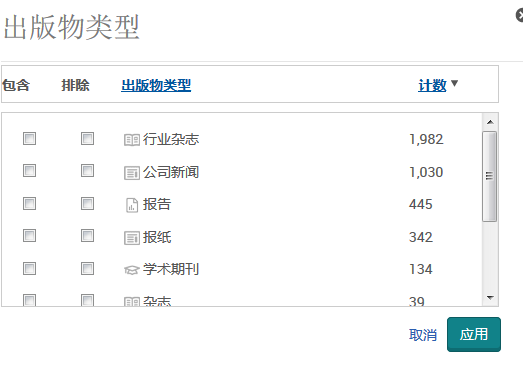 出版物类型
包含 排除 出版物类型 计数
行业杂志 1,982
公司新闻 1,030
报告 445
报纸 342
学术期刊 134
杂志 39
取消 应用